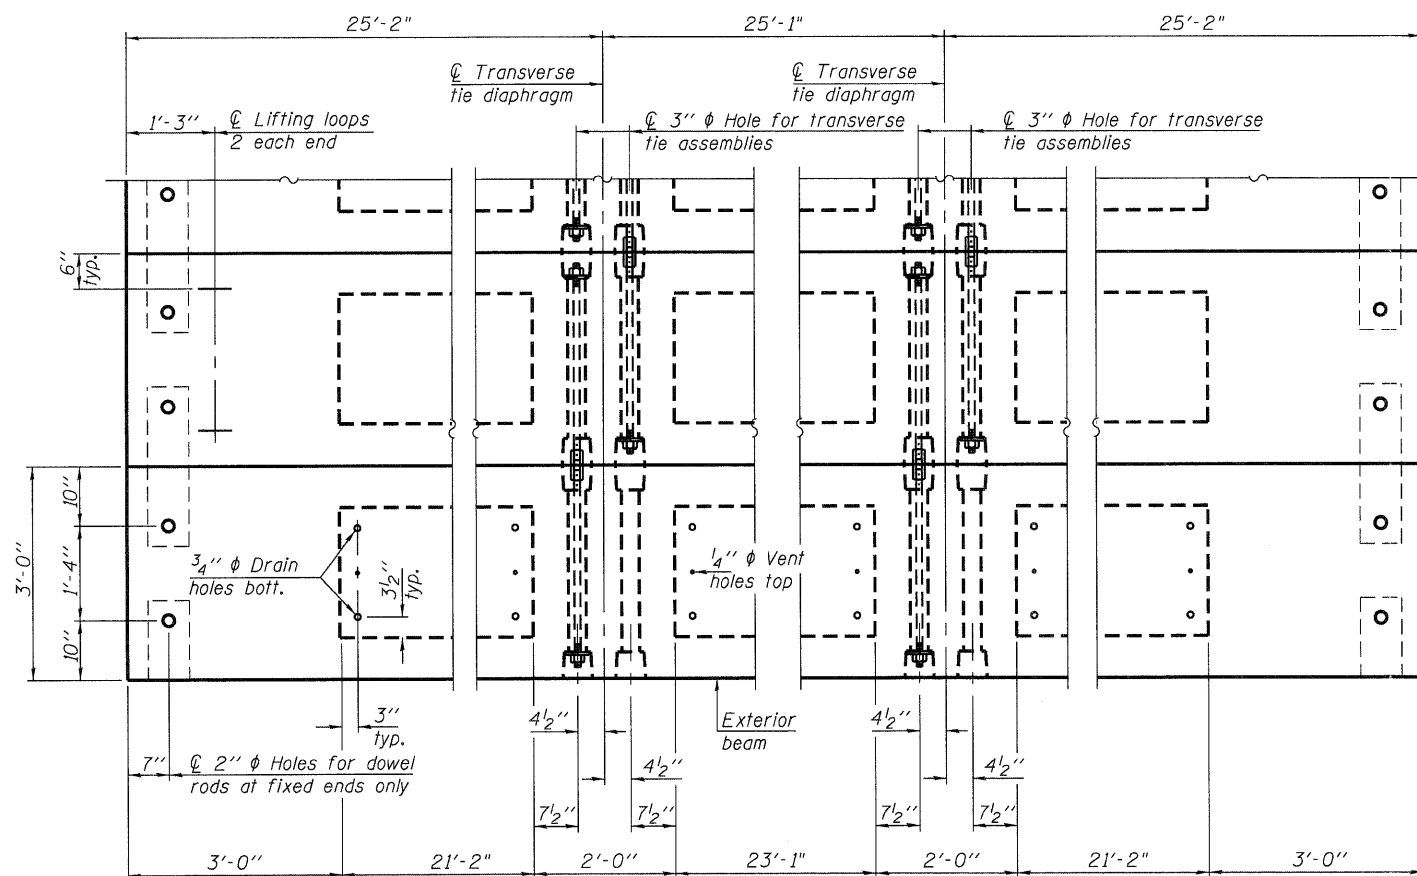 25'-2"
25'-1"
25'-2"
℄ Transverse
tie diaphragm
℄ Transverse
tie diaphragm
1'-3"
℄ Lifting loops
2 each end
℄ 3" ϕ Hole for transverse
tie assemblies
℄ 3" ϕ Hole for transverse
tie assemblies
6"
typ.
3'-0"
10"
1'-4"
10"
3/4" ϕ Drain
holes bott.
3 1/2"
typ.
1/4" ϕ Vent
holes top
3"
typ.
7"
℄ 2" ϕ Holes for dowel
rods at fixed ends only
4 1/2"
4 1/2"
Exterior
beam
4 1/2"
4 1/2"
7 1/2"
7 1/2"
7 1/2"
7 1/2"
3'-0"
21'-2"
2'-0"
23'-1"
2'-0"
21'-2"
3'-0"